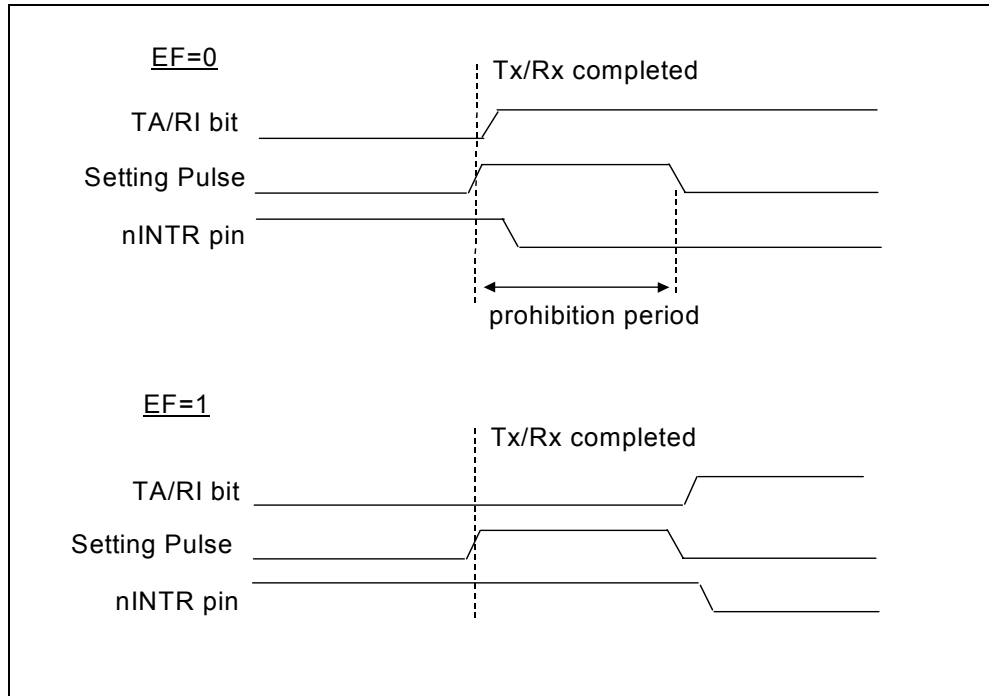 EF=0
Tx/Rx completed
TA/RI bit
Setting Pulse
nINTR pin
prohibition period
EF=1
Tx/Rx completed
TA/RI bit
Setting Pulse
nINTR pin